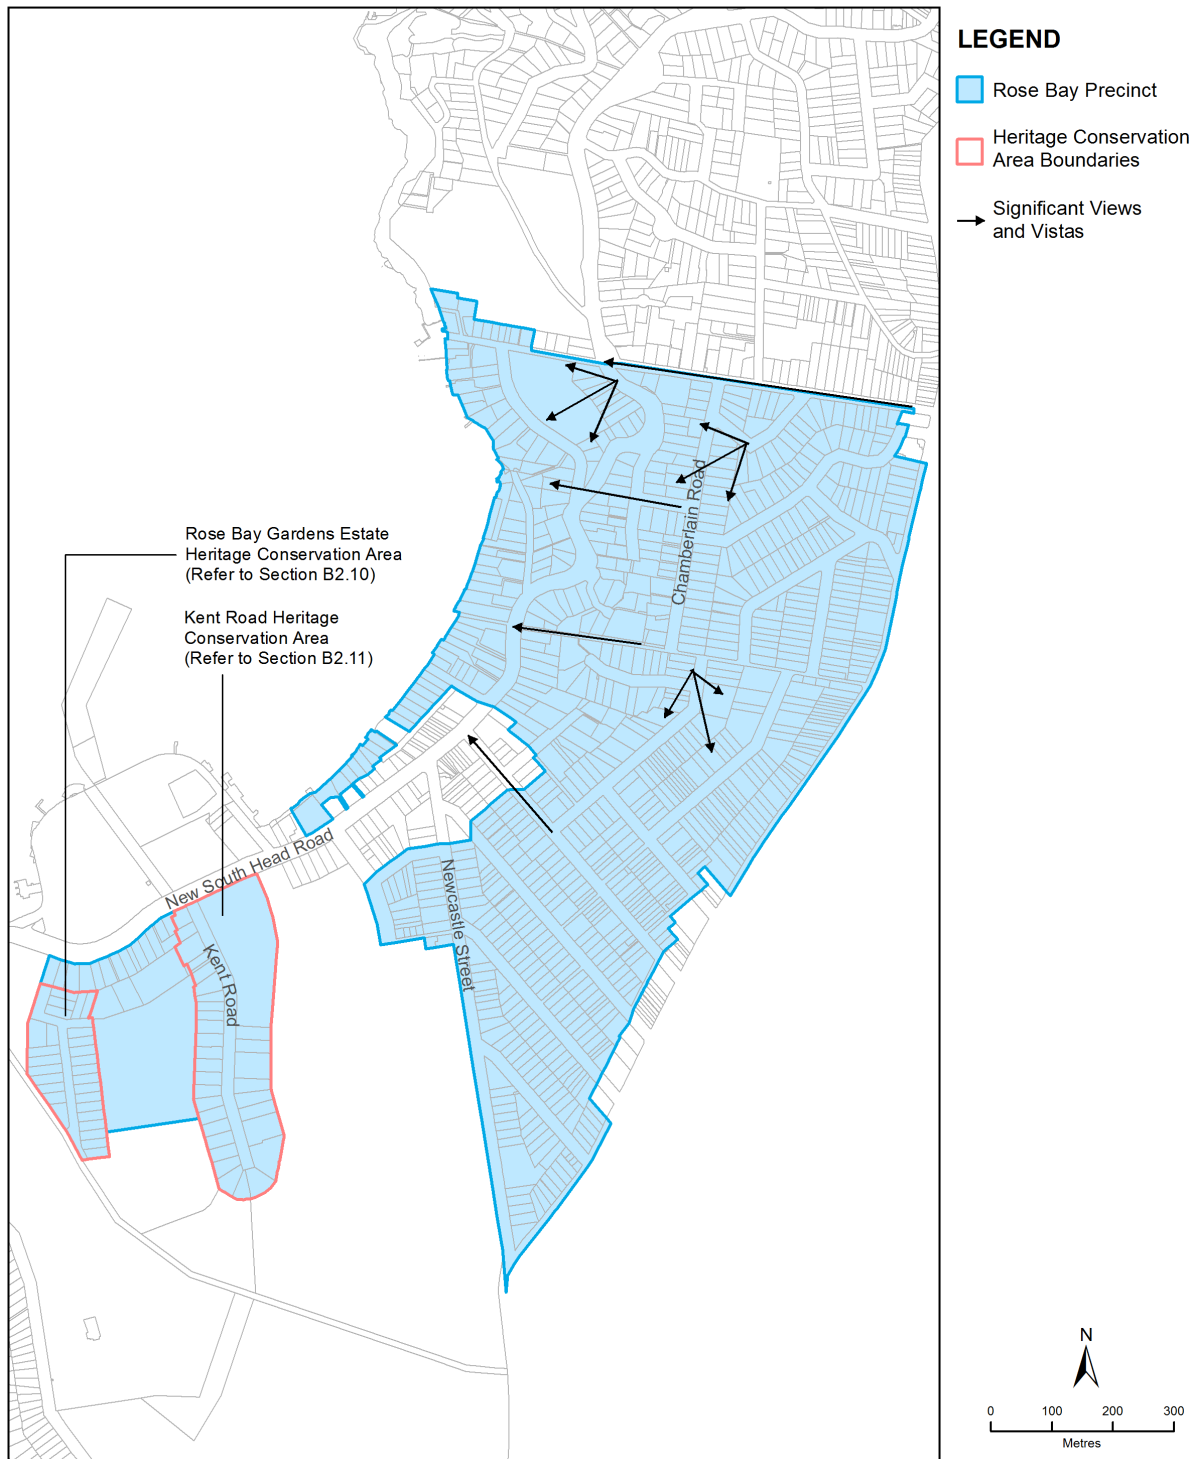 LEGEND
Rose Bay Precinct
Heritage Conservation
Area Boundaries
Significant Views
and Vistas
Rose Bay Gardens Estate
Heritage Conservation Area
(Refer to Section B2.10)
Kent Road Heritage
Conservation Area
(Refer to Section B2.11)
Chamberlain Road
New South Head Road
Newcastle Street
Kent Road
N
0 100 200 300
Metres